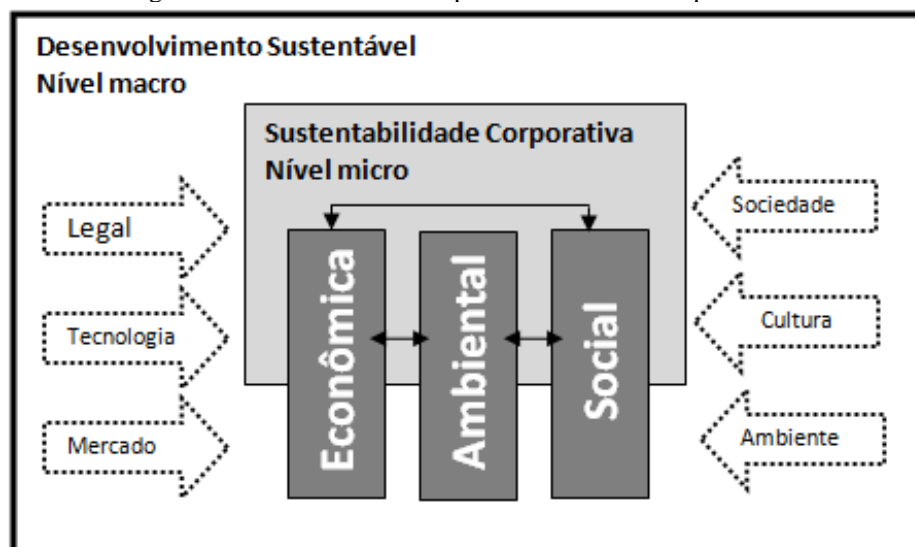 Desenvolvimento Sustentável
Nível macro
Sustentabilidade Corporativa
Nível micro
Legal
Tecnologia
Mercado
Econômica
Ambiental
Social
Sociedade
Cultura
Ambiente